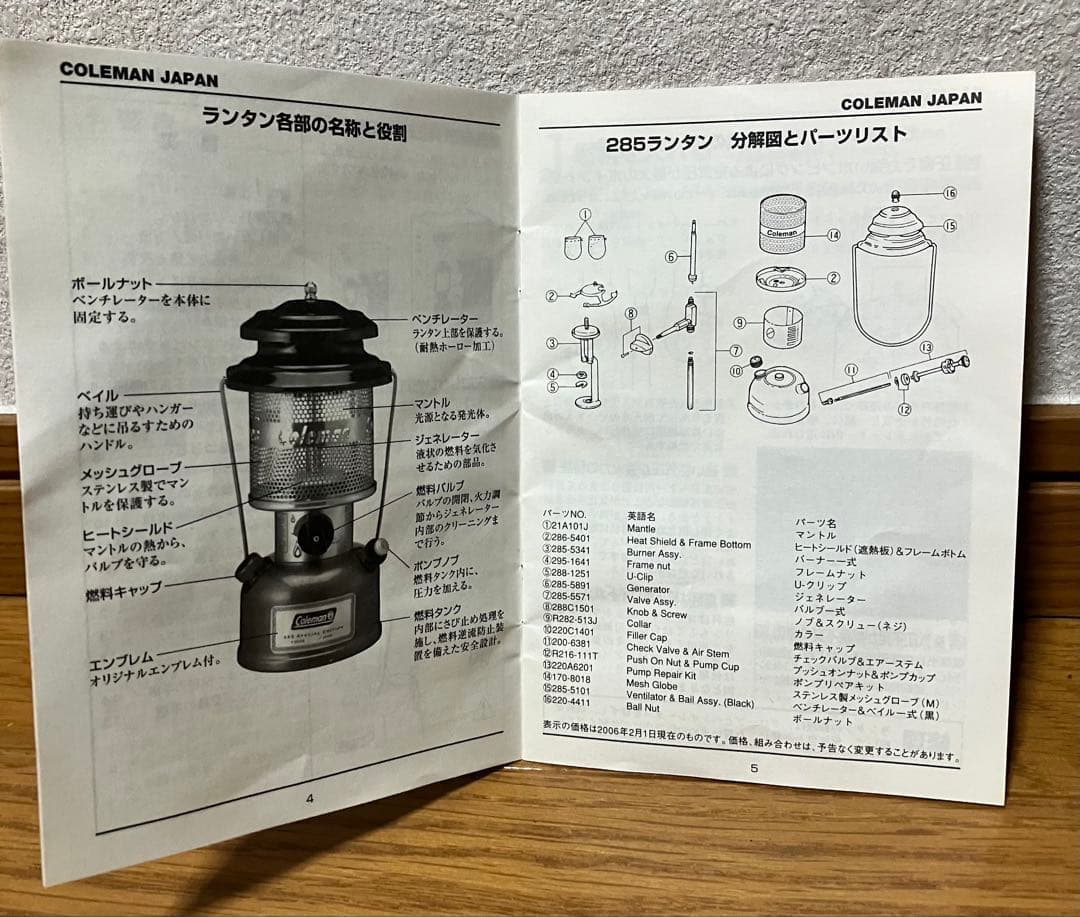 COLEMAN JAPAN
ランタン各部の名称と役割
ボールナット
ベンチレーターを本体に
固定する。
ベイル
持ち運びやハンガー
などに吊るすための
ハンドル。
メッシュグローブ
ステンレス製でマン
トルを保護する。
ヒートシールド
マントルの熱から、
バルブを守る。
燃料キャップ
エンブレム
オリジナルエンブレム付。
ベンチレーター
ランタン上部を保護する。
(耐熱ホーロー加工)
マントル
光源となる発光体。
ジェネレーター
液状の燃料を気化さ
せるための部品。
燃料バルブ
バルブの開閉、火力調
節からジェネレーター
内部のクリーニングま
で行う。
ポンプノブ
燃料タンク内に、
圧力を加える。
燃料タンク
内部にさび止め処理を
施し、燃料逆流防止装
置を備えた安全設計。
Coleman
Coleman
285 SPECIAL EDITION
4
COLEMAN JAPAN
285ランタン 分解図とパーツリスト
①
②
③
④
⑤
⑥
⑦
⑧
Coleman
⑭
②
⑨
⑩
⑪
⑫
⑬
⑯
⑮
パーツNO. 英語名 パーツ名
①21A101J Mantle マントル
②286-5401 Heat Shield & Frame Bottom ヒートシールド(遮熱板)&フレームボトム
③285-5341 Burner Assy. バーナー一式
④295-1641 Frame nut フレームナット
⑤288-1251 U-Clip U-クリップ
⑥285-5891 Generator ジェネレーター
⑦285-5571 Valve Assy. バルブ一式
⑧288C1501 Knob & Screw ノブ&スクリュー(ネジ)
⑨R282-513J Collar カラー
⑩220C1401 Filler Cap 燃料キャップ
⑪200-6381 Check Valve & Air Stem チェックバルブ&エアーステム
⑫R216-111T Push On Nut & Pump Cup プッシュオンナット&ポンプカップ
⑬220A6201 Pump Repair Kit ポンプリペアキット
⑭170-8018 Mesh Globe ステンレス製メッシュグローブ(M)
⑮285-5101 Ventilator & Bail Assy. (Black) ベンチレーター&ベイル一式(黒)
⑯220-4411 Ball Nut ボールナット
表示の価格は2006年2月1日現在のものです。価格、組み合わせは、予告なく変更することがあります。
5